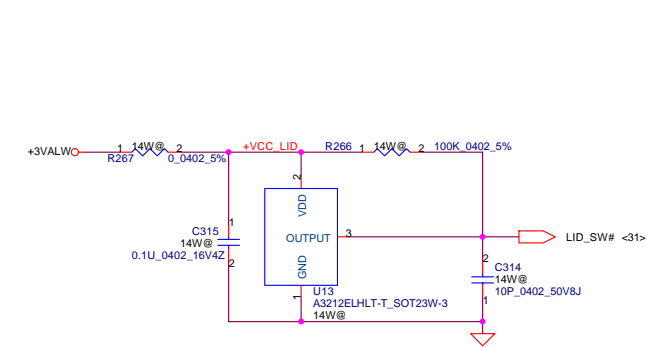 +3VALW
1 14W@ 2
R267 0_0402_5%
+VCC_LID
R266 1 14W@ 2 100K_0402_5%
2
VDD
OUTPUT
3
GND
1
C315
1
14W@
0.1U_0402_16V4Z
2
U13
A3212ELHLT-T_SOT23W-3
14W@
LID_SW# <31>
2
C314
14W@
10P_0402_50V8J
1